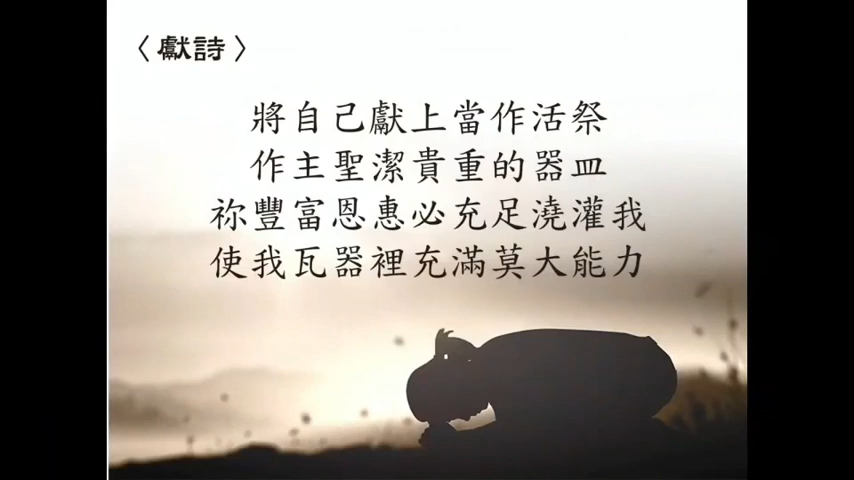 〈獻詩〉
將自己獻上當作活祭
作主聖潔貴重的器皿
祢豐富恩惠必充足澆灌我
使我瓦器裡充滿莫大能力